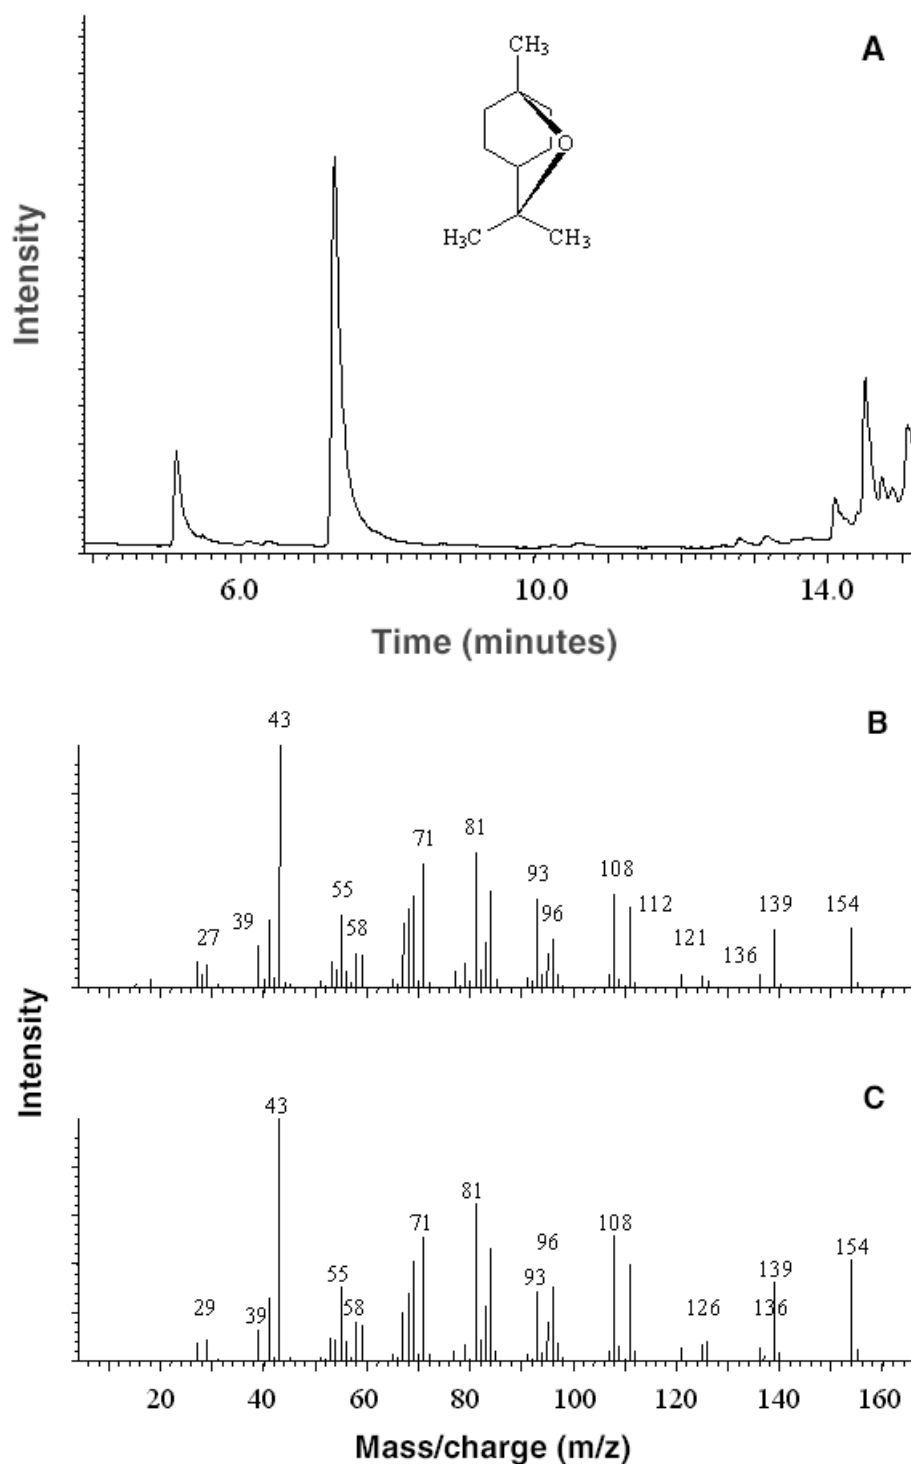 A
CH3
O
H3C CH3
Intensity
6.0 10.0 14.0
Time (minutes)
B
43
81
71
93 108
55 112 139 154
39 58 96
27 121 136
Intensity
C
43
81
71 108
96 154
55 93 139
29 39 58 126 136
20 40 60 80 100 120 140 160
Mass/charge (m/z)